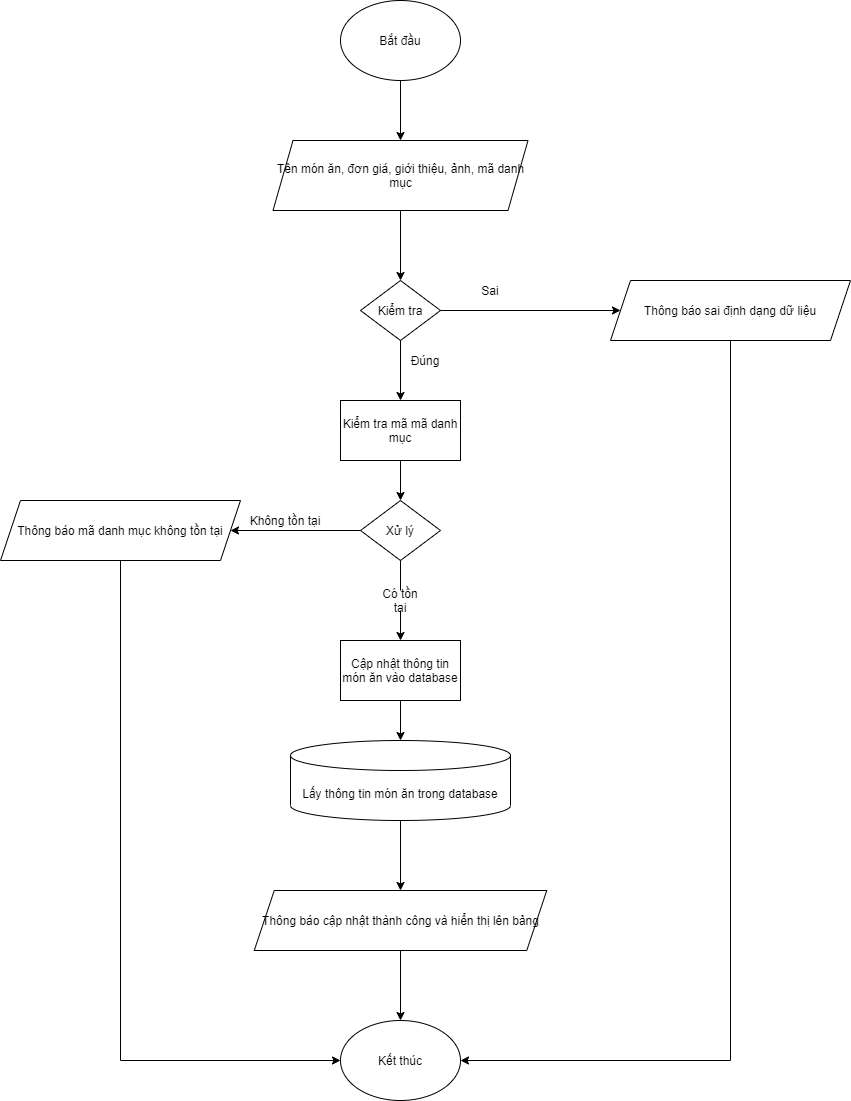 Bắt đầu
Tên món ăn, đơn giá, giới thiệu, ảnh, mã danh
mục
Kiểm tra
Sai
Thông báo sai định dạng dữ liệu
Đúng
Kiểm tra mã mã danh
mục
Xử lý
Không tồn tại
Thông báo mã danh mục không tồn tại
Có tồn
tại
Cập nhật thông tin
món ăn vào database
Lấy thông tin món ăn trong database
Thông báo cập nhật thành công và hiển thị lên bảng
Kết thúc